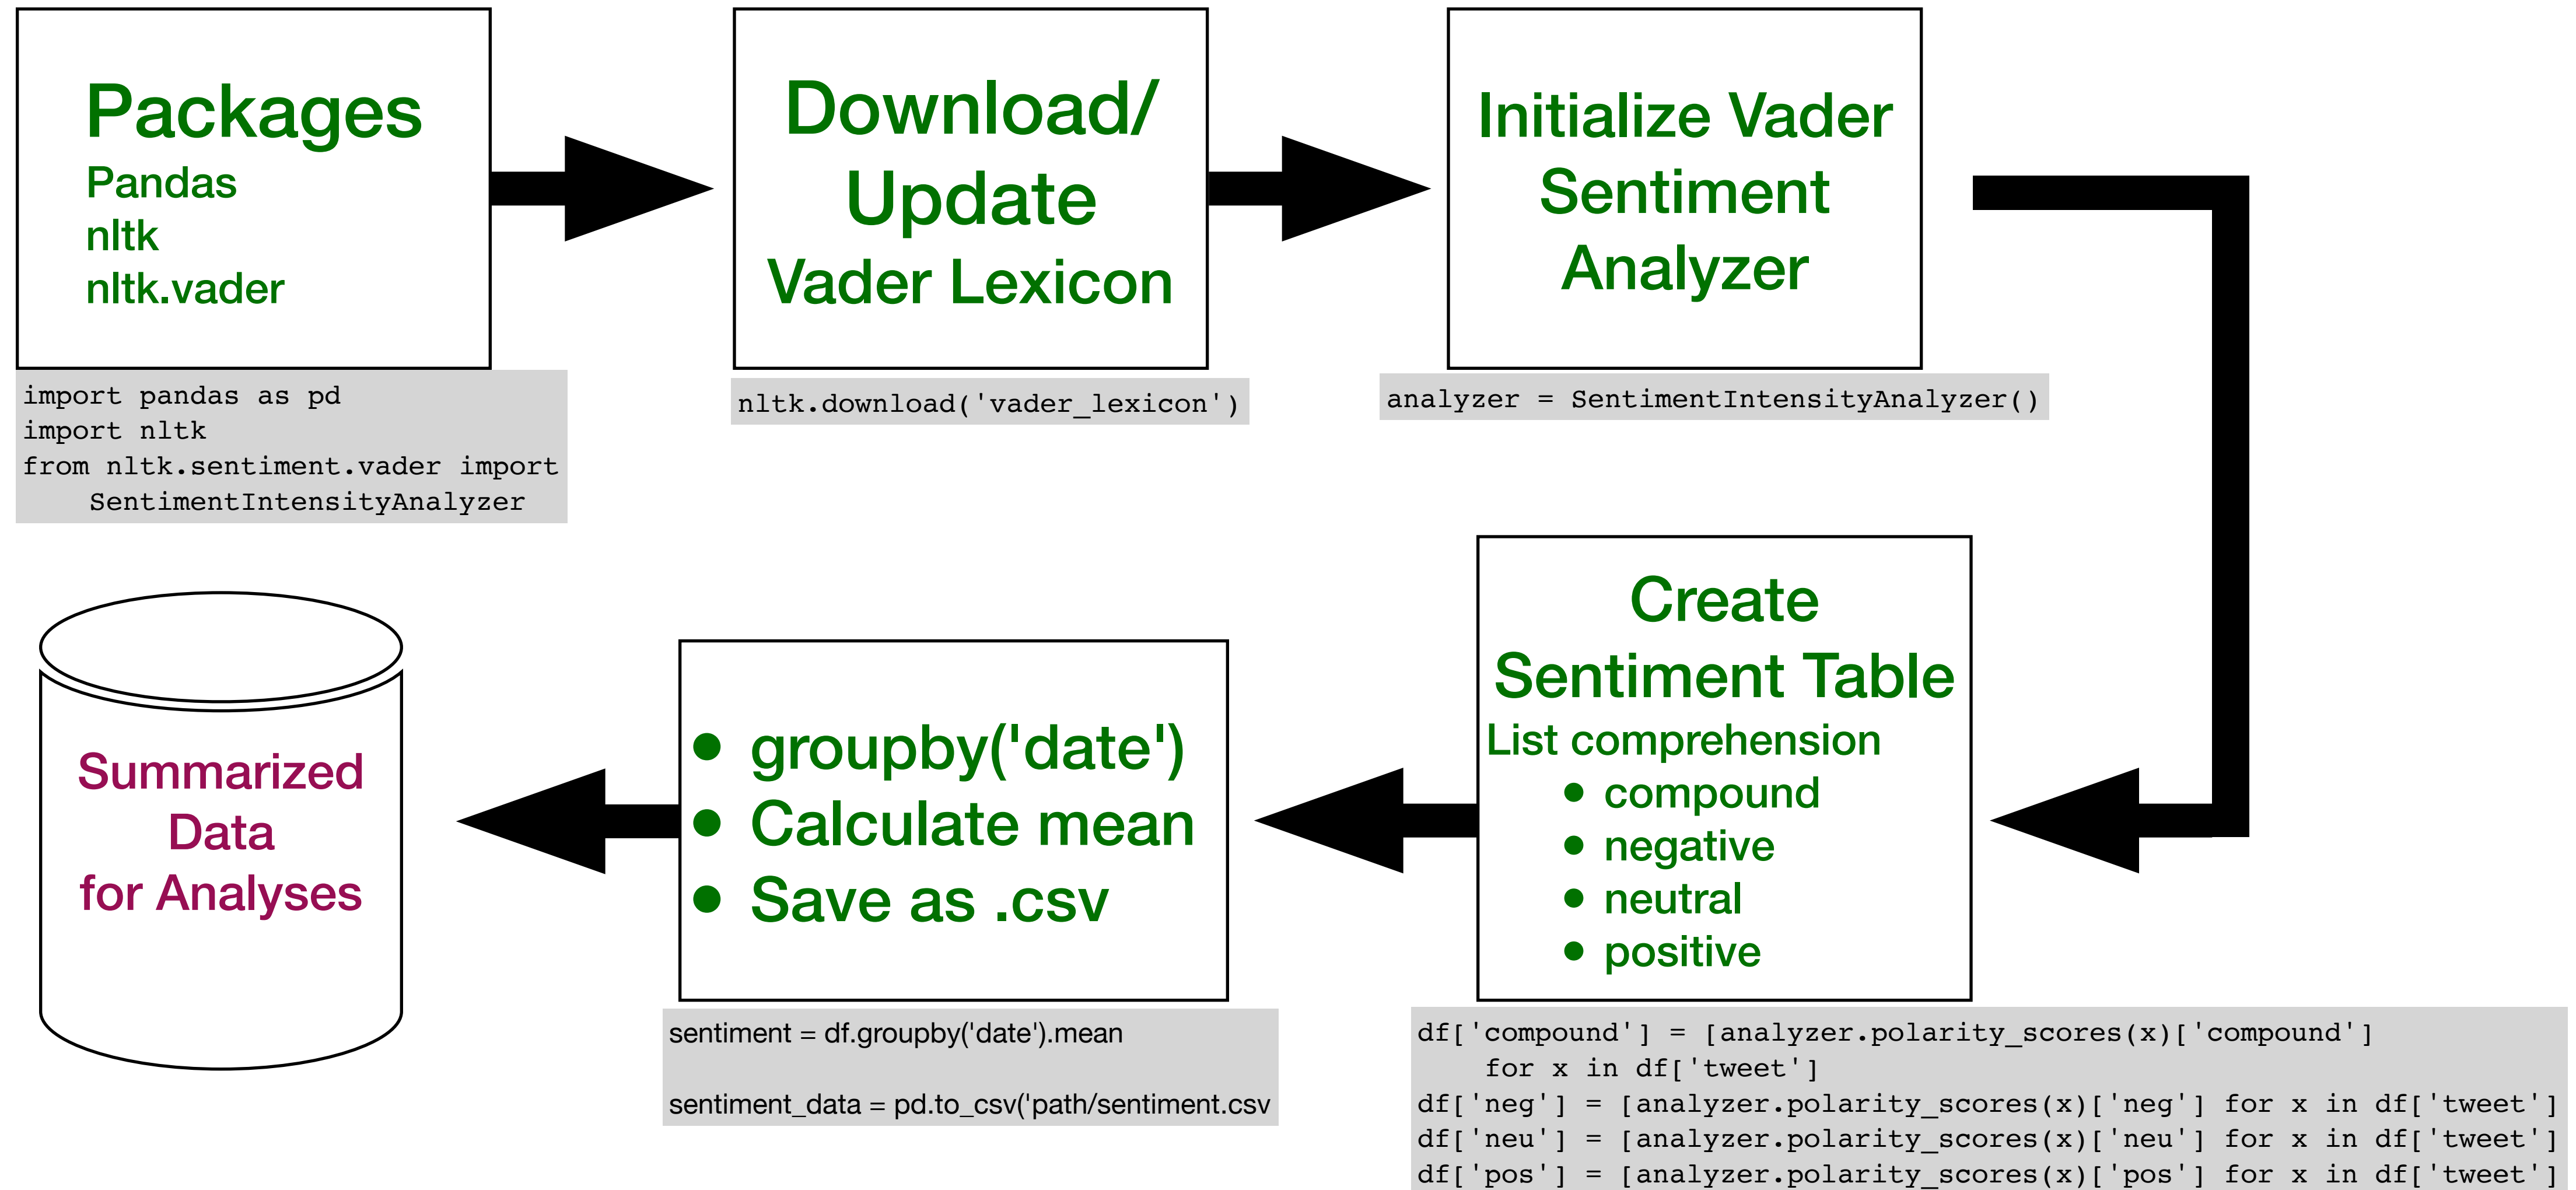 Packages
Pandas
nltk
nltk.vader
import pandas as pd
import nltk
from nltk.sentiment.vader import
    SentimentIntensityAnalyzer
Download/
Update
Vader Lexicon
nltk.download('vader_lexicon')
Initialize Vader
Sentiment
Analyzer
analyzer = SentimentIntensityAnalyzer()
Create
Sentiment Table
List comprehension
• compound
• negative
• neutral
• positive
df['compound'] = [analyzer.polarity_scores(x)['compound']
    for x in df['tweet']
df['neg'] = [analyzer.polarity_scores(x)['neg'] for x in df['tweet']
df['neu'] = [analyzer.polarity_scores(x)['neu'] for x in df['tweet']
df['pos'] = [analyzer.polarity_scores(x)['pos'] for x in df['tweet']
• groupby('date')
• Calculate mean
• Save as .csv
sentiment = df.groupby('date').mean
sentiment_data = pd.to_csv('path/sentiment.csv
Summarized
Data
for Analyses